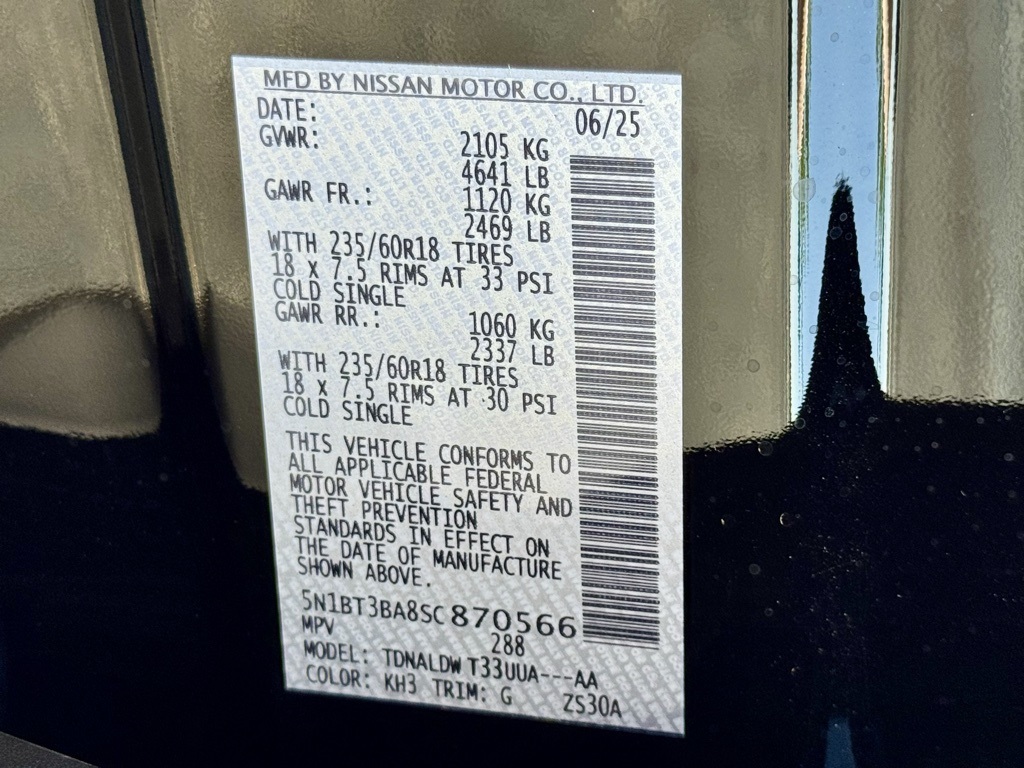 MFD BY NISSAN MOTOR CO., LTD.
DATE: 06/25
GVWR: 2105 KG
4641 LB
GAWR FR.: 1120 KG
2469 LB
WITH 235/60R18 TIRES
18 x 7.5 RIMS AT 33 PSI
COLD SINGLE
GAWR RR.: 1060 KG
2337 LB
WITH 235/60R18 TIRES
18 x 7.5 RIMS AT 30 PSI
COLD SINGLE
THIS VEHICLE CONFORMS TO
ALL APPLICABLE FEDERAL
MOTOR VEHICLE SAFETY AND
THEFT PREVENTION
STANDARDS IN EFFECT ON
THE DATE OF MANUFACTURE
SHOWN ABOVE.
5N1BT3BA8SC870566
MPV 288
MODEL: TDNALDW T33UUA---AA
COLOR: KH3 TRIM: G ZS30A